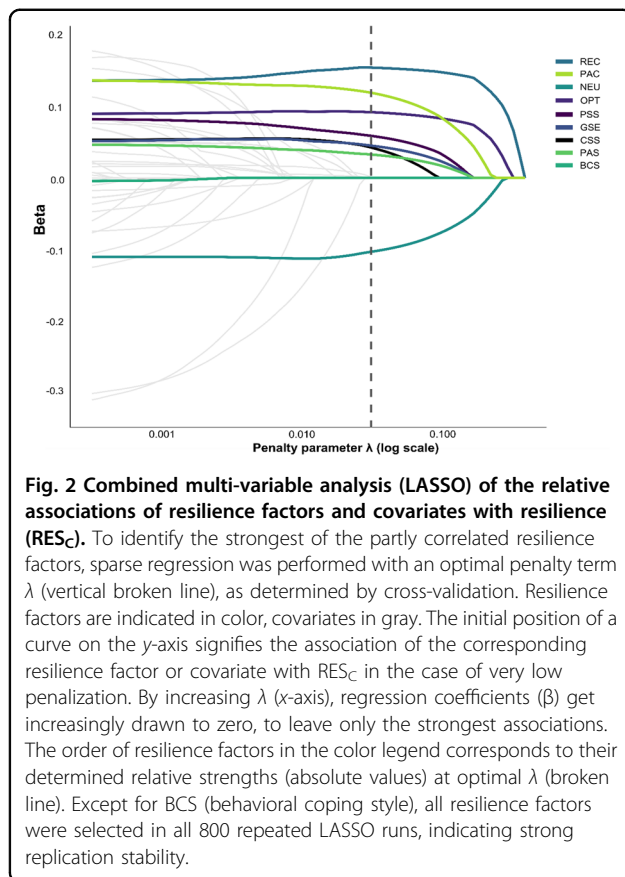 0.2
0.1
0.0
-0.1
-0.2
-0.3
Beta
0.001
0.010
0.100
Penalty parameter λ (log scale)
REC
PAC
NEU
OPT
PSS
GSE
CSS
PAS
BCS
Fig. 2 Combined multi-variable analysis (LASSO) of the relative
associations of resilience factors and covariates with resilience
(RES_C). To identify the strongest of the partly correlated resilience
factors, sparse regression was performed with an optimal penalty term
λ (vertical broken line), as determined by cross-validation. Resilience
factors are indicated in color, covariates in gray. The initial position of a
curve on the y-axis signifies the association of the corresponding
resilience factor or covariate with RES_C in the case of very low
penalization. By increasing λ (x-axis), regression coefficients (β) get
increasingly drawn to zero, to leave only the strongest associations.
The order of resilience factors in the color legend corresponds to their
determined relative strengths (absolute values) at optimal λ (broken
line). Except for BCS (behavioral coping style), all resilience factors
were selected in all 800 repeated LASSO runs, indicating strong
replication stability.